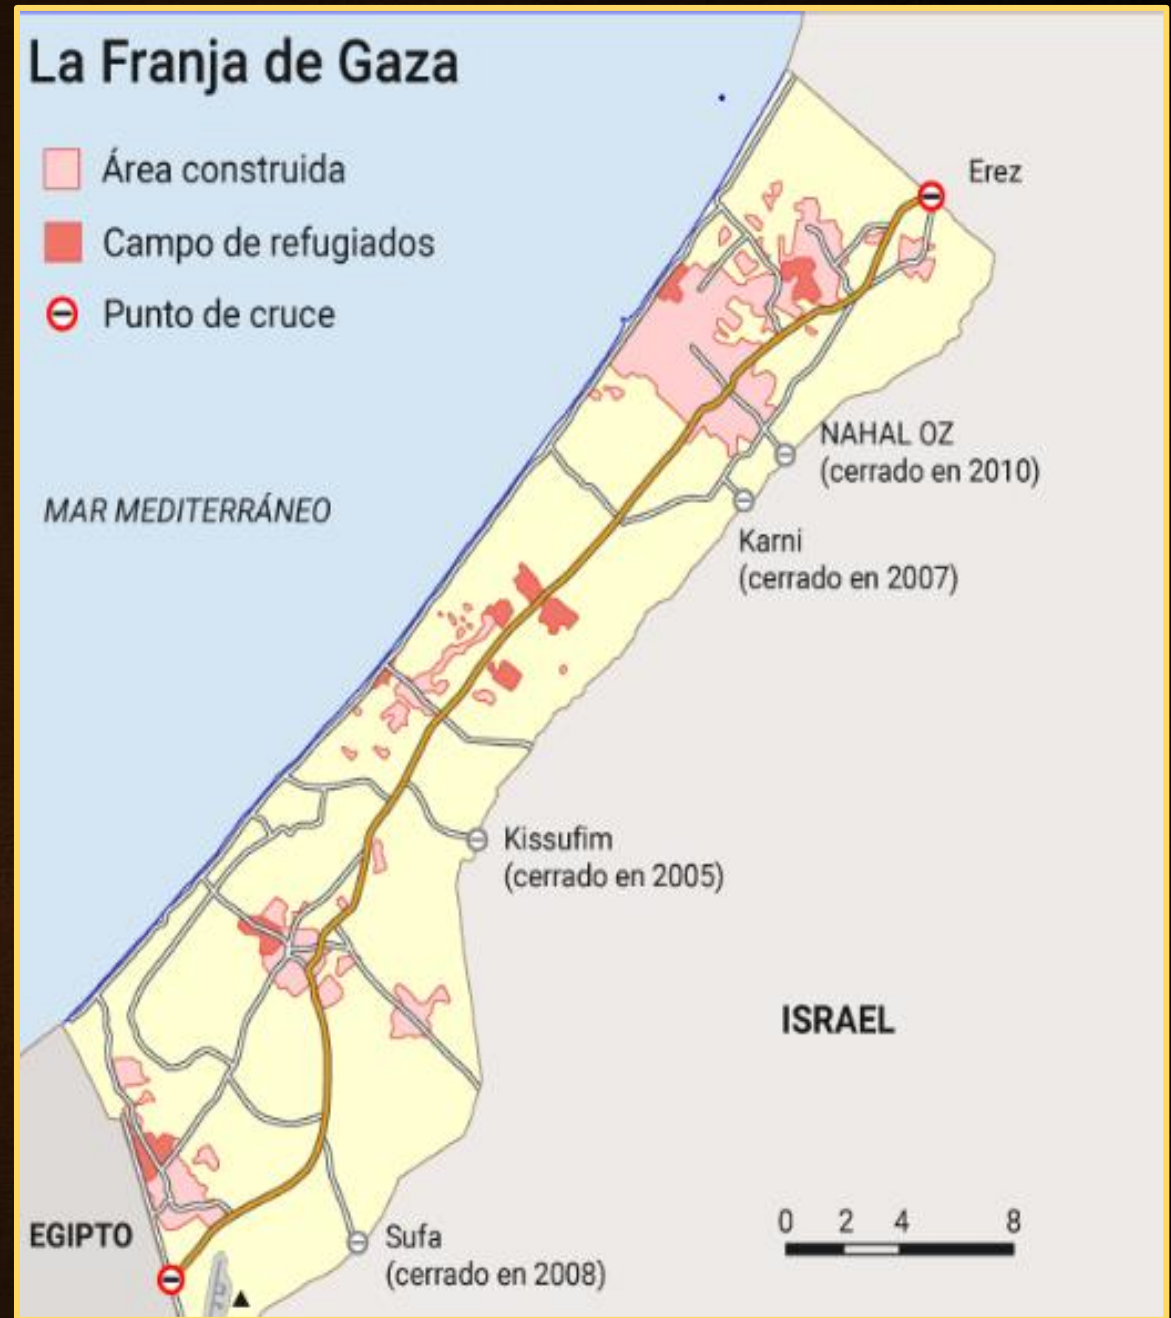 La Franja de Gaza
Área construida
Campo de refugiados
Punto de cruce
Erez
NAHAL OZ
(cerrado en 2010)
MAR MEDITERRÁNEO
Karni
(cerrado en 2007)
Kissufim
(cerrado en 2005)
ISRAEL
EGIPTO
Sufa
(cerrado en 2008)
0 2 4 8